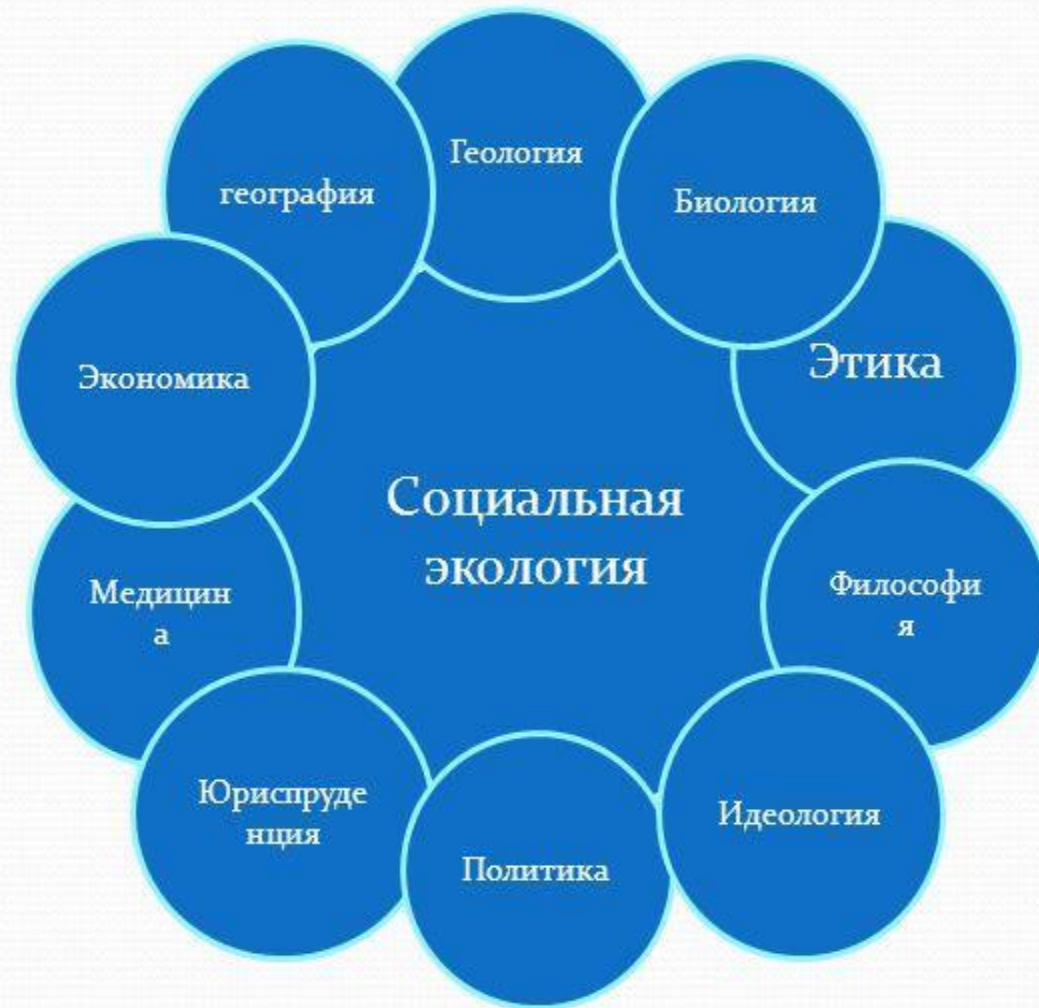 Геология
география
Биология
Этика
Экономика
Социальная
экология
Медицин
а
Философи
я
Юриспруде
нция
Идеология
Политика